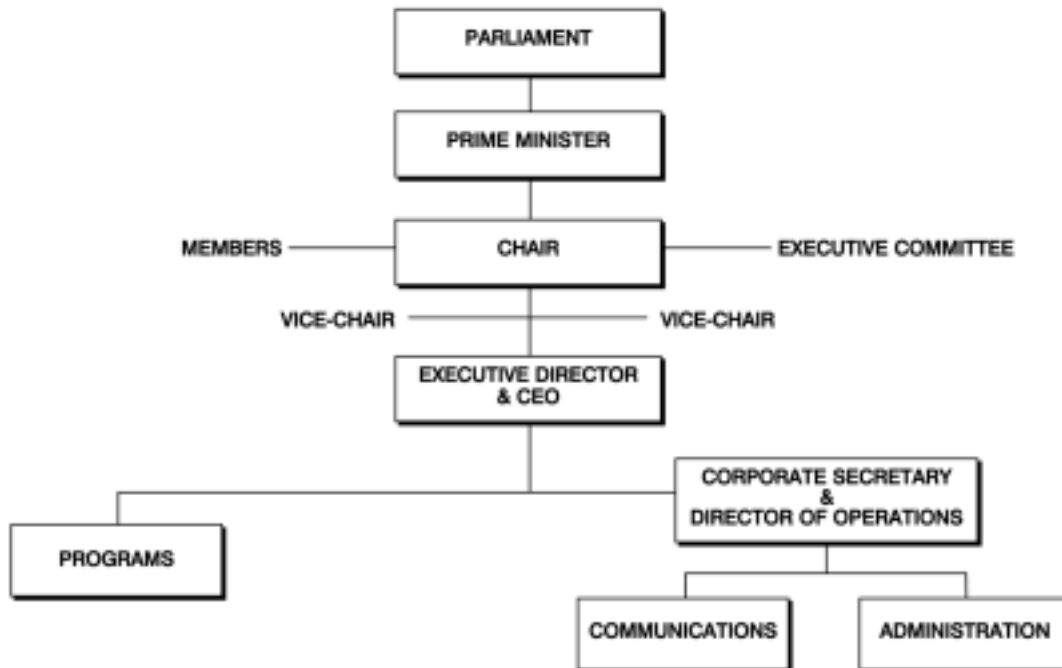 PARLIAMENT
PRIME MINISTER
MEMBERS
CHAIR
EXECUTIVE COMMITTEE
VICE-CHAIR
VICE-CHAIR
EXECUTIVE DIRECTOR
& CEO
CORPORATE SECRETARY
&
DIRECTOR OF OPERATIONS
PROGRAMS
COMMUNICATIONS
ADMINISTRATION